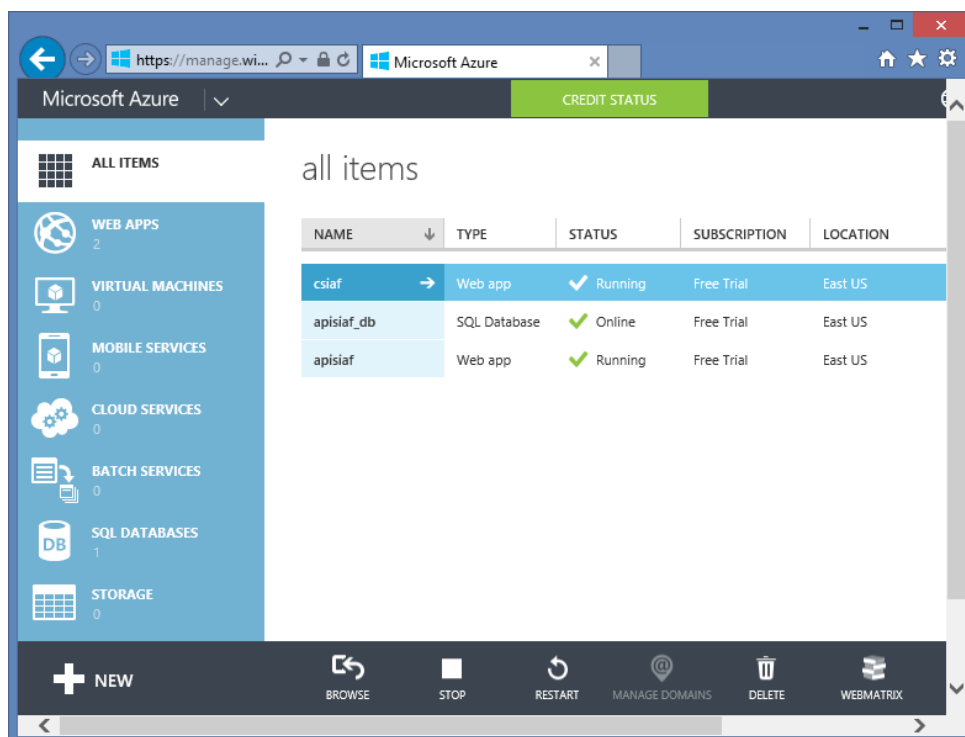 https://manage.wi...
Microsoft Azure
Microsoft Azure
CREDIT STATUS
ALL ITEMS
WEB APPS
2
VIRTUAL MACHINES
0
MOBILE SERVICES
0
CLOUD SERVICES
0
BATCH SERVICES
0
DB
SQL DATABASES
1
STORAGE
0
all items
NAME TYPE STATUS SUBSCRIPTION LOCATION
csiaf Web app Running Free Trial East US
apisiaf_db SQL Database Online Free Trial East US
apisiaf Web app Running Free Trial East US
NEW
BROWSE STOP RESTART MANAGE DOMAINS DELETE WEBMATRIX